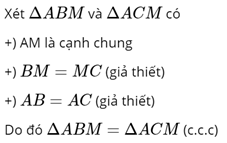 Xét ΔABM và ΔACM có
+) AM là cạnh chung
+) BM = MC (giả thiết)
+) AB = AC (giả thiết)
Do đó ΔABM = ΔACM (c.c.c)